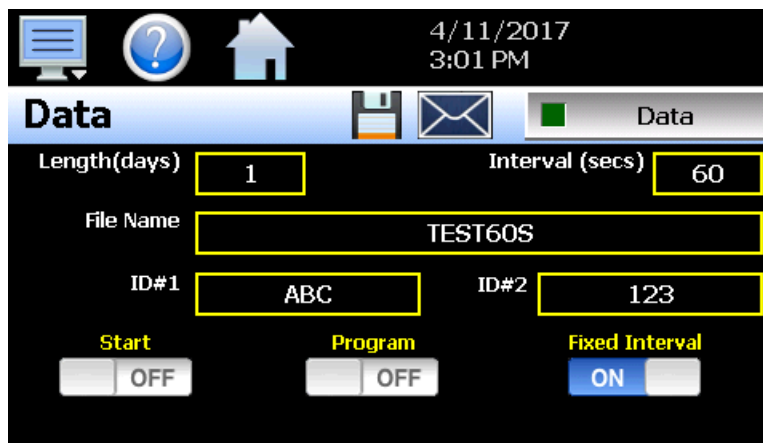 ?
4/11/2017
3:01 PM
Data
Data
Length(days) 1 Interval (secs) 60
File Name TEST60S
ID#1 ABC ID#2 123
Start Program Fixed Interval
OFF OFF ON